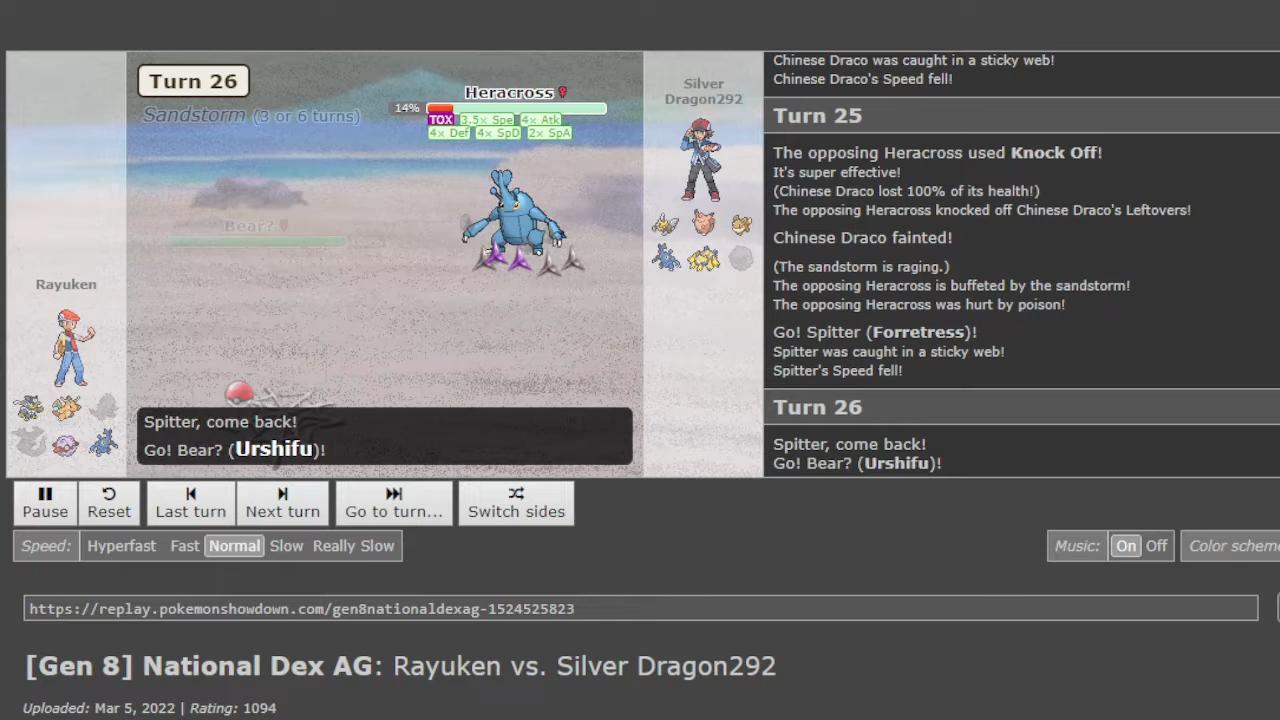 Turn 26
Sandstorm (3 or 6 turns)
Heracross
14%
TOX 3.5× Spe 4× Atk
4× Def 4× SpD 2× SpA
Bear?
Rayuken
Spitter, come back!
Go! Bear? (Urshifu)!
Silver
Dragon292
Chinese Draco was caught in a sticky web!
Chinese Draco's Speed fell!
Turn 25
The opposing Heracross used Knock Off!
It's super effective!
(Chinese Draco lost 100% of its health!)
The opposing Heracross knocked off Chinese Draco's Leftovers!
Chinese Draco fainted!
(The sandstorm is raging.)
The opposing Heracross is buffeted by the sandstorm!
The opposing Heracross was hurt by poison!
Go! Spitter (Forretress)!
Spitter was caught in a sticky web!
Spitter's Speed fell!
Turn 26
Spitter, come back!
Go! Bear? (Urshifu)!
Pause Reset Last turn Next turn Go to turn... Switch sides
Speed: Hyperfast Fast Normal Slow Really Slow
Music: On Off
Color schem
https://replay.pokemonshowdown.com/gen8nationaldexag-1524525823
[Gen 8] National Dex AG: Rayuken vs. Silver Dragon292
Uploaded: Mar 5, 2022 | Rating: 1094